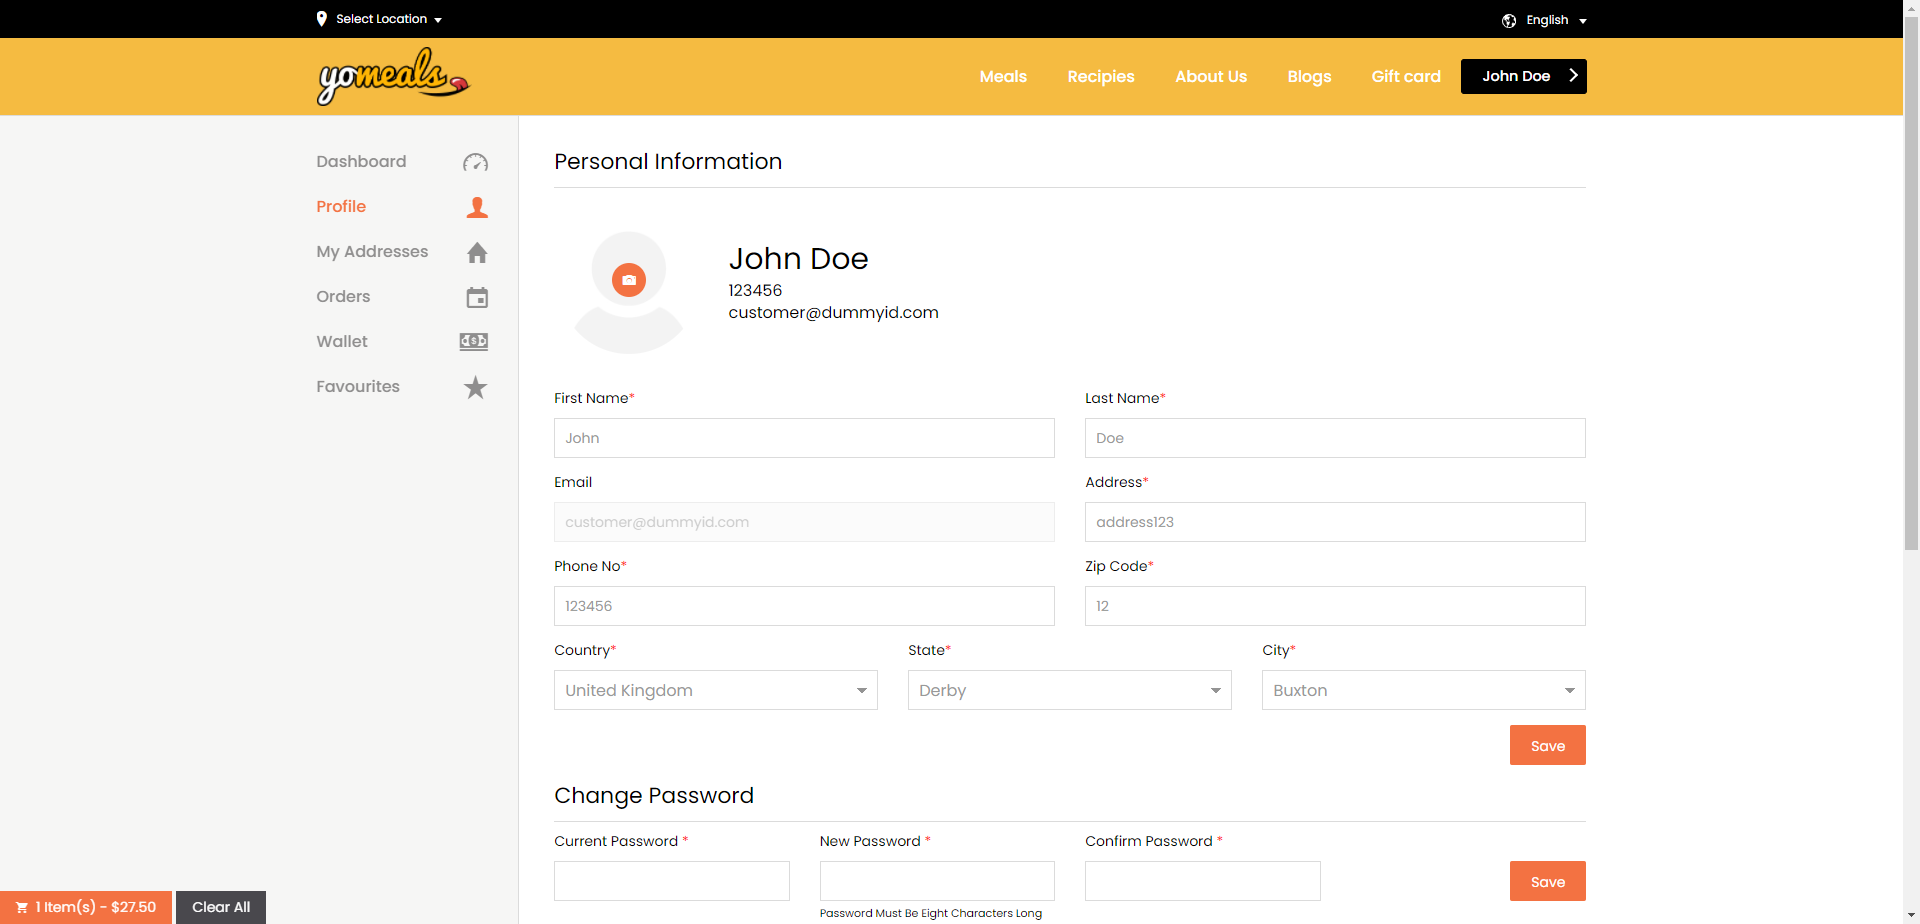 Select Location
English
yomeals
Meals Recipies About Us Blogs Gift card John Doe
Dashboard
Profile
My Addresses
Orders
Wallet
Favourites
Personal Information
John Doe
123456
customer@dummyid.com
First Name* Last Name*
John Doe
Email Address*
customer@dummyid.com address123
Phone No* Zip Code*
123456 12
Country* State* City*
United Kingdom Derby Buxton
Save
Change Password
Current Password * New Password * Confirm Password *
Save
Password Must Be Eight Characters Long
1 Item(s) - $27.50 Clear All